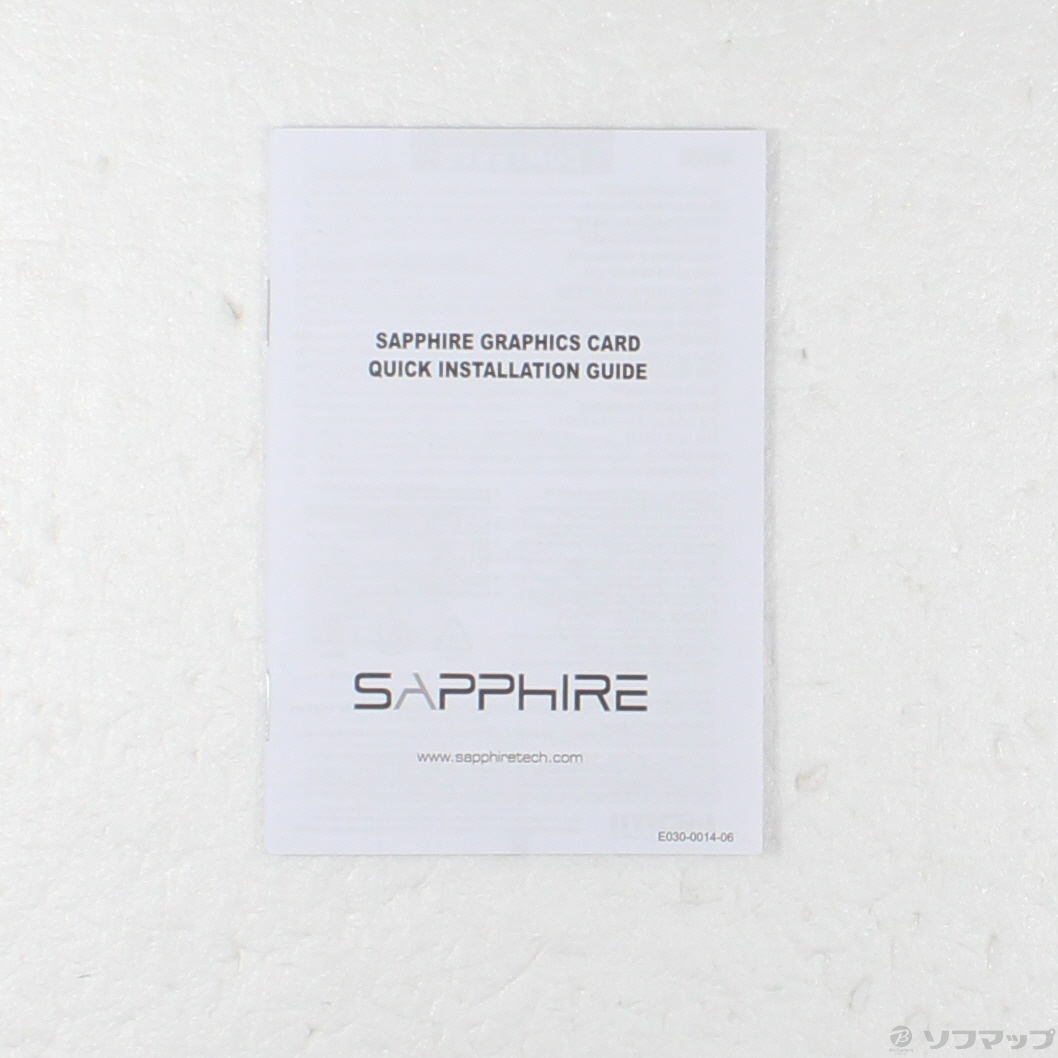 SAPPHIRE GRAPHICS CARD
QUICK INSTALLATION GUIDE
SAPPHIRE
www.sapphiretech.com
E030-0014-06
ソフマップ